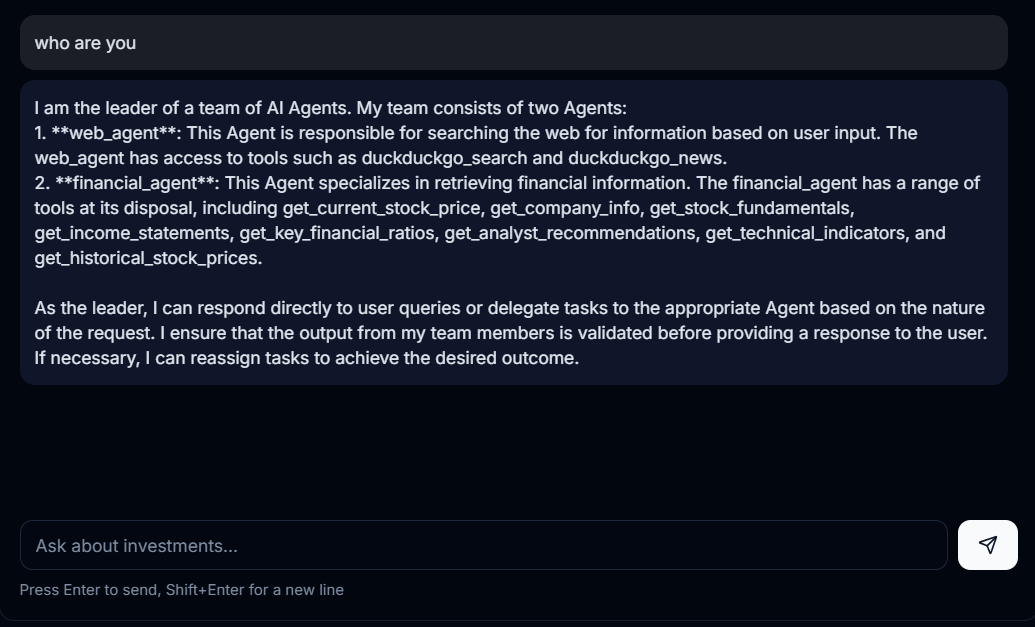 who are you
I am the leader of a team of AI Agents. My team consists of two Agents:
1. **web_agent**: This Agent is responsible for searching the web for information based on user input. The
web_agent has access to tools such as duckduckgo_search and duckduckgo_news.
2. **financial_agent**: This Agent specializes in retrieving financial information. The financial_agent has a range of
tools at its disposal, including get_current_stock_price, get_company_info, get_stock_fundamentals,
get_income_statements, get_key_financial_ratios, get_analyst_recommendations, get_technical_indicators, and
get_historical_stock_prices.
As the leader, I can respond directly to user queries or delegate tasks to the appropriate Agent based on the nature
of the request. I ensure that the output from my team members is validated before providing a response to the user.
If necessary, I can reassign tasks to achieve the desired outcome.
Ask about investments...
Press Enter to send, Shift+Enter for a new line